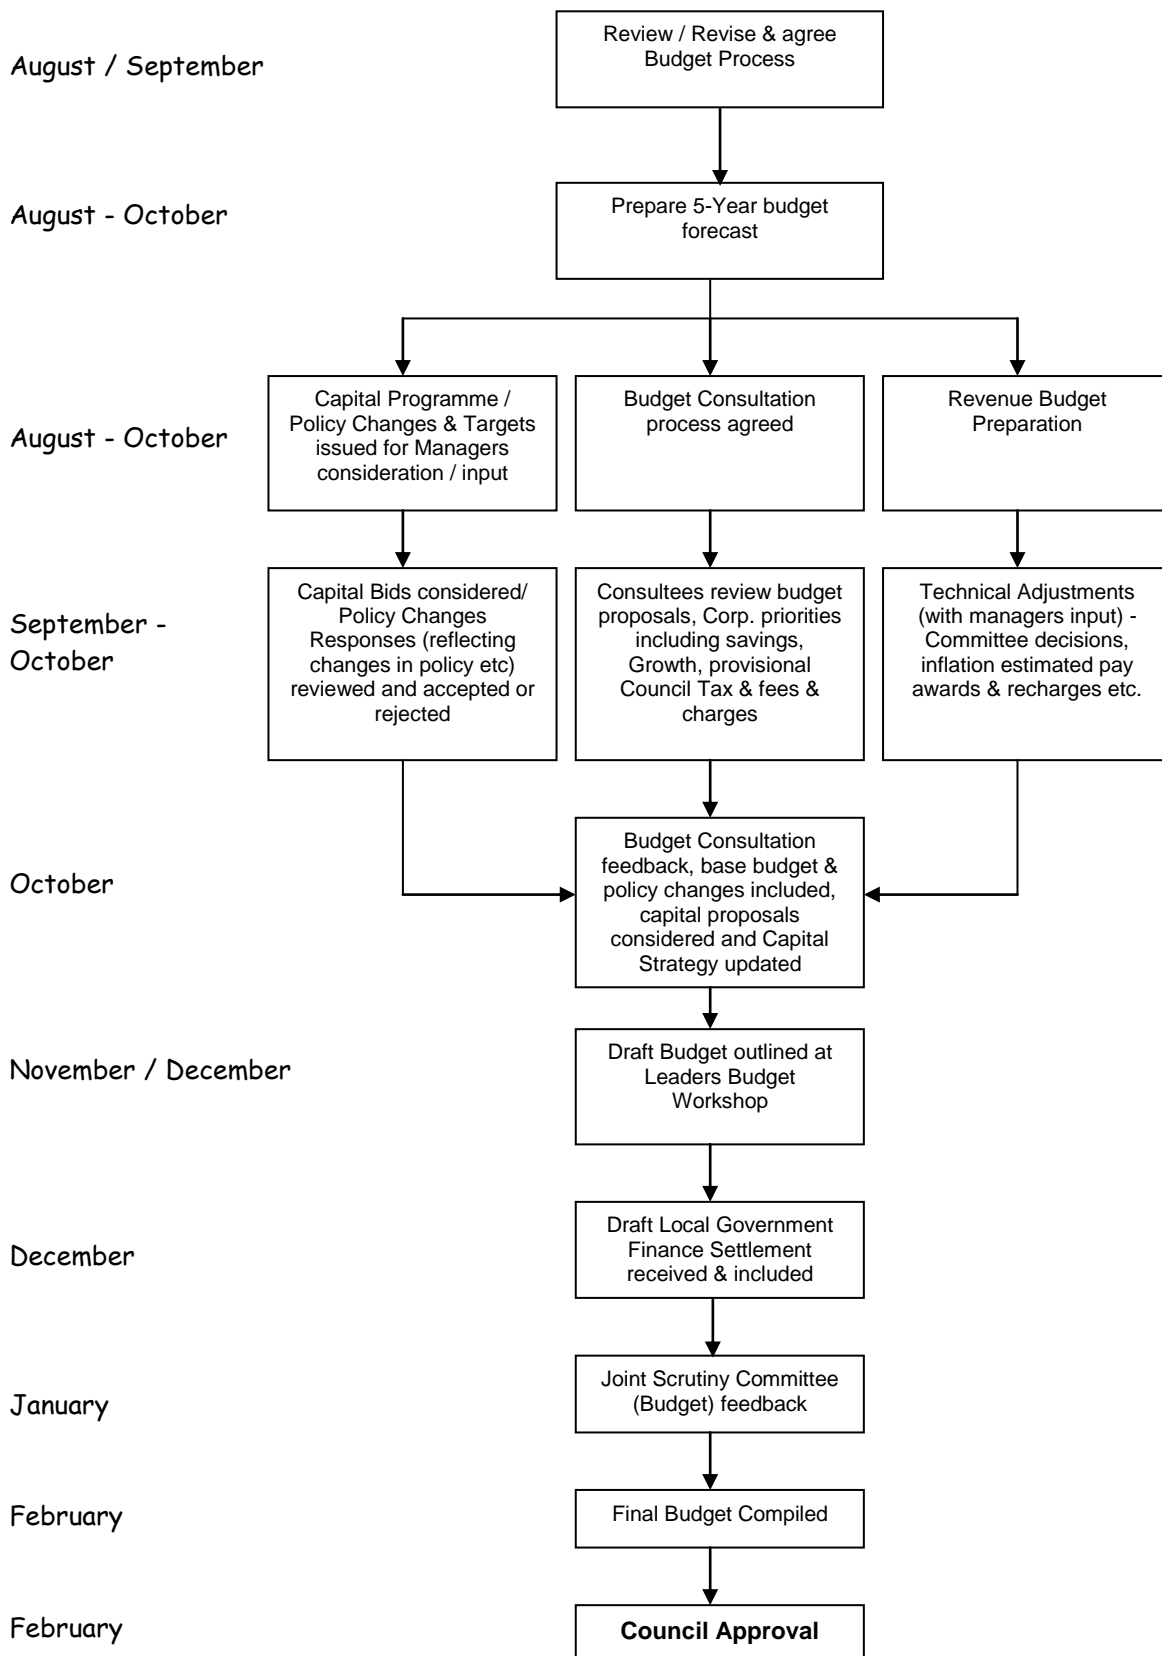 August / September
Review / Revise & agree
Budget Process
August - October
Prepare 5-Year budget
forecast
August - October
Capital Programme /
Policy Changes & Targets
issued for Managers
consideration / input
Budget Consultation
process agreed
Revenue Budget
Preparation
September -
October
Capital Bids considered/
Policy Changes
Responses (reflecting
changes in policy etc)
reviewed and accepted or
rejected
Consultees review budget
proposals, Corp. priorities
including savings,
Growth, provisional
Council Tax & fees &
charges
Technical Adjustments
(with managers input) -
Committee decisions,
inflation estimated pay
awards & recharges etc.
October
Budget Consultation
feedback, base budget &
policy changes included,
capital proposals
considered and Capital
Strategy updated
November / December
Draft Budget outlined at
Leaders Budget
Workshop
December
Draft Local Government
Finance Settlement
received & included
January
Joint Scrutiny Committee
(Budget) feedback
February
Final Budget Compiled
February
Council Approval